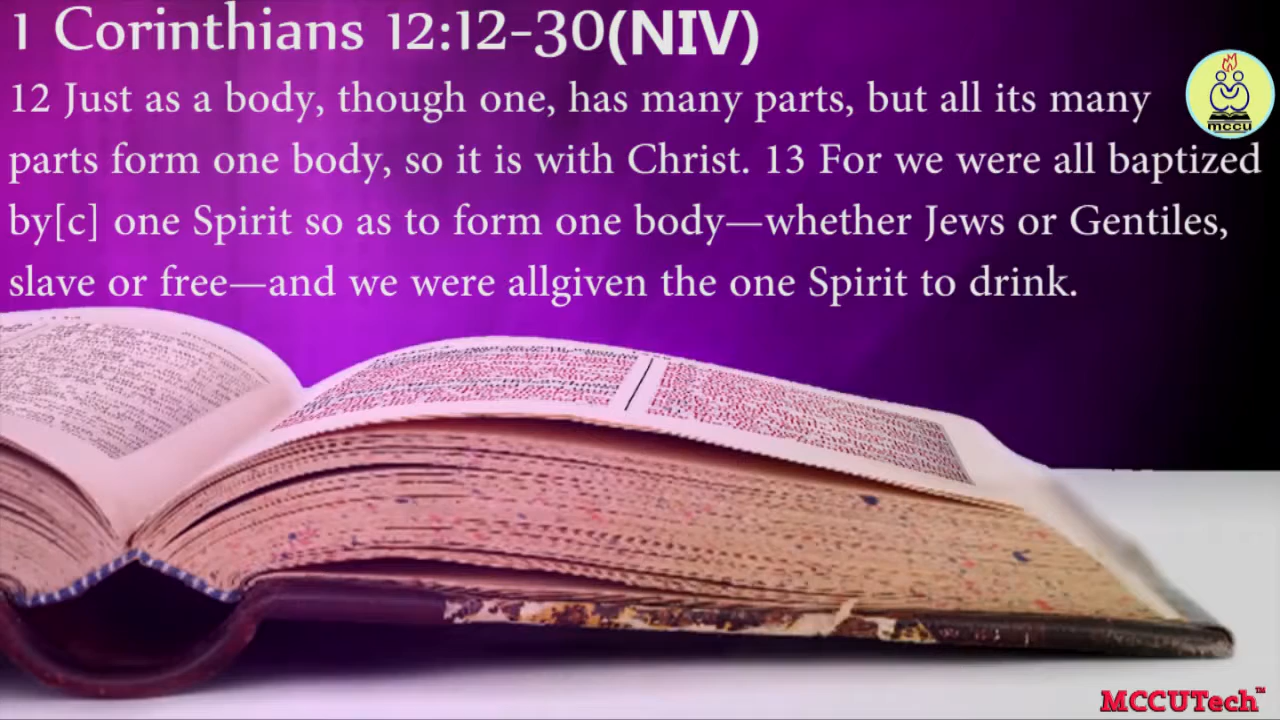 1 Corinthians 12:12-30(NIV)
12 Just as a body, though one, has many parts, but all its many
parts form one body, so it is with Christ. 13 For we were all baptized
by[c] one Spirit so as to form one body—whether Jews or Gentiles,
slave or free—and we were allgiven the one Spirit to drink.
mccu
MCCUTech™